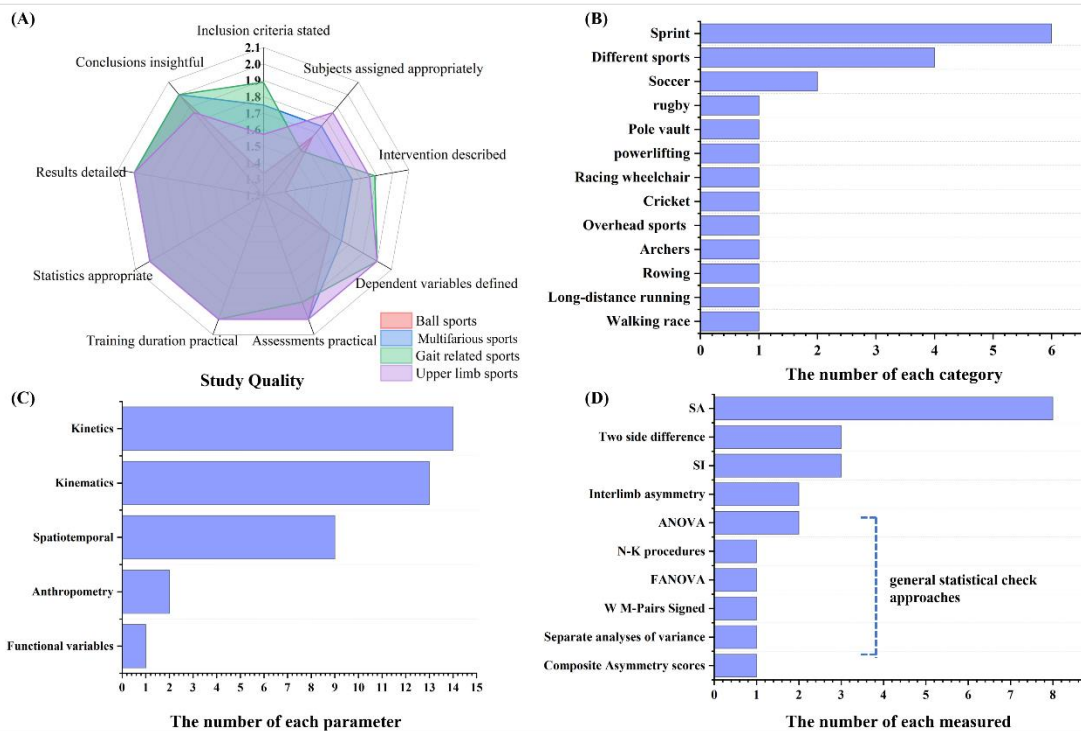 (A)
Inclusion criteria stated
2.1
2.0
1.9
1.8
1.7
1.6
1.5
1.4
1.3
Subjects assigned appropriately
Intervention described
Dependent variables defined
Assessments practical
Training duration practical
Statistics appropriate
Results detailed
Conclusions insightful
Ball sports
Multifarious sports
Gait related sports
Upper limb sports
Study Quality
(B)
Sprint
Different sports
Soccer
rugby
Pole vault
powerlifting
Racing wheelchair
Cricket
Overhead sports
Archers
Rowing
Long-distance running
Walking race
0 1 2 3 4 5 6
The number of each category
(C)
Kinetics
Kinematics
Spatiotemporal
Anthropometry
Functional variables
0 1 2 3 4 5 6 7 8 9 10 11 12 13 14 15
The number of each parameter
(D)
SA
Two side difference
SI
Interlimb asymmetry
ANOVA
N-K procedures
FANOVA
W M-Pairs Signed
Separate analyses of variance
Composite Asymmetry scores
general statistical check
approaches
0 1 2 3 4 5 6 7 8
The number of each measured